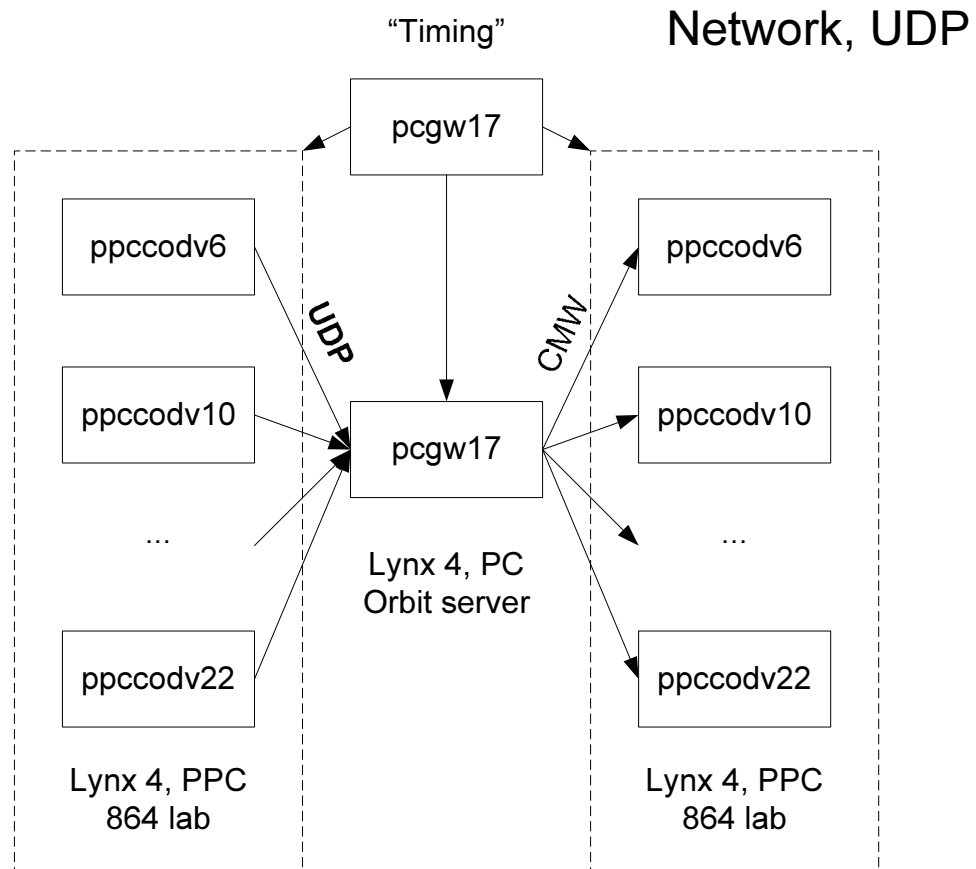 Network, UDP
“Timing”
pcgw17
ppccodv6
ppccodv6
UDP
CMW
ppccodv10
ppccodv10
pcgw17
...
...
Lynx 4, PC
Orbit server
ppccodv22
ppccodv22
Lynx 4, PPC
864 lab
Lynx 4, PPC
864 lab